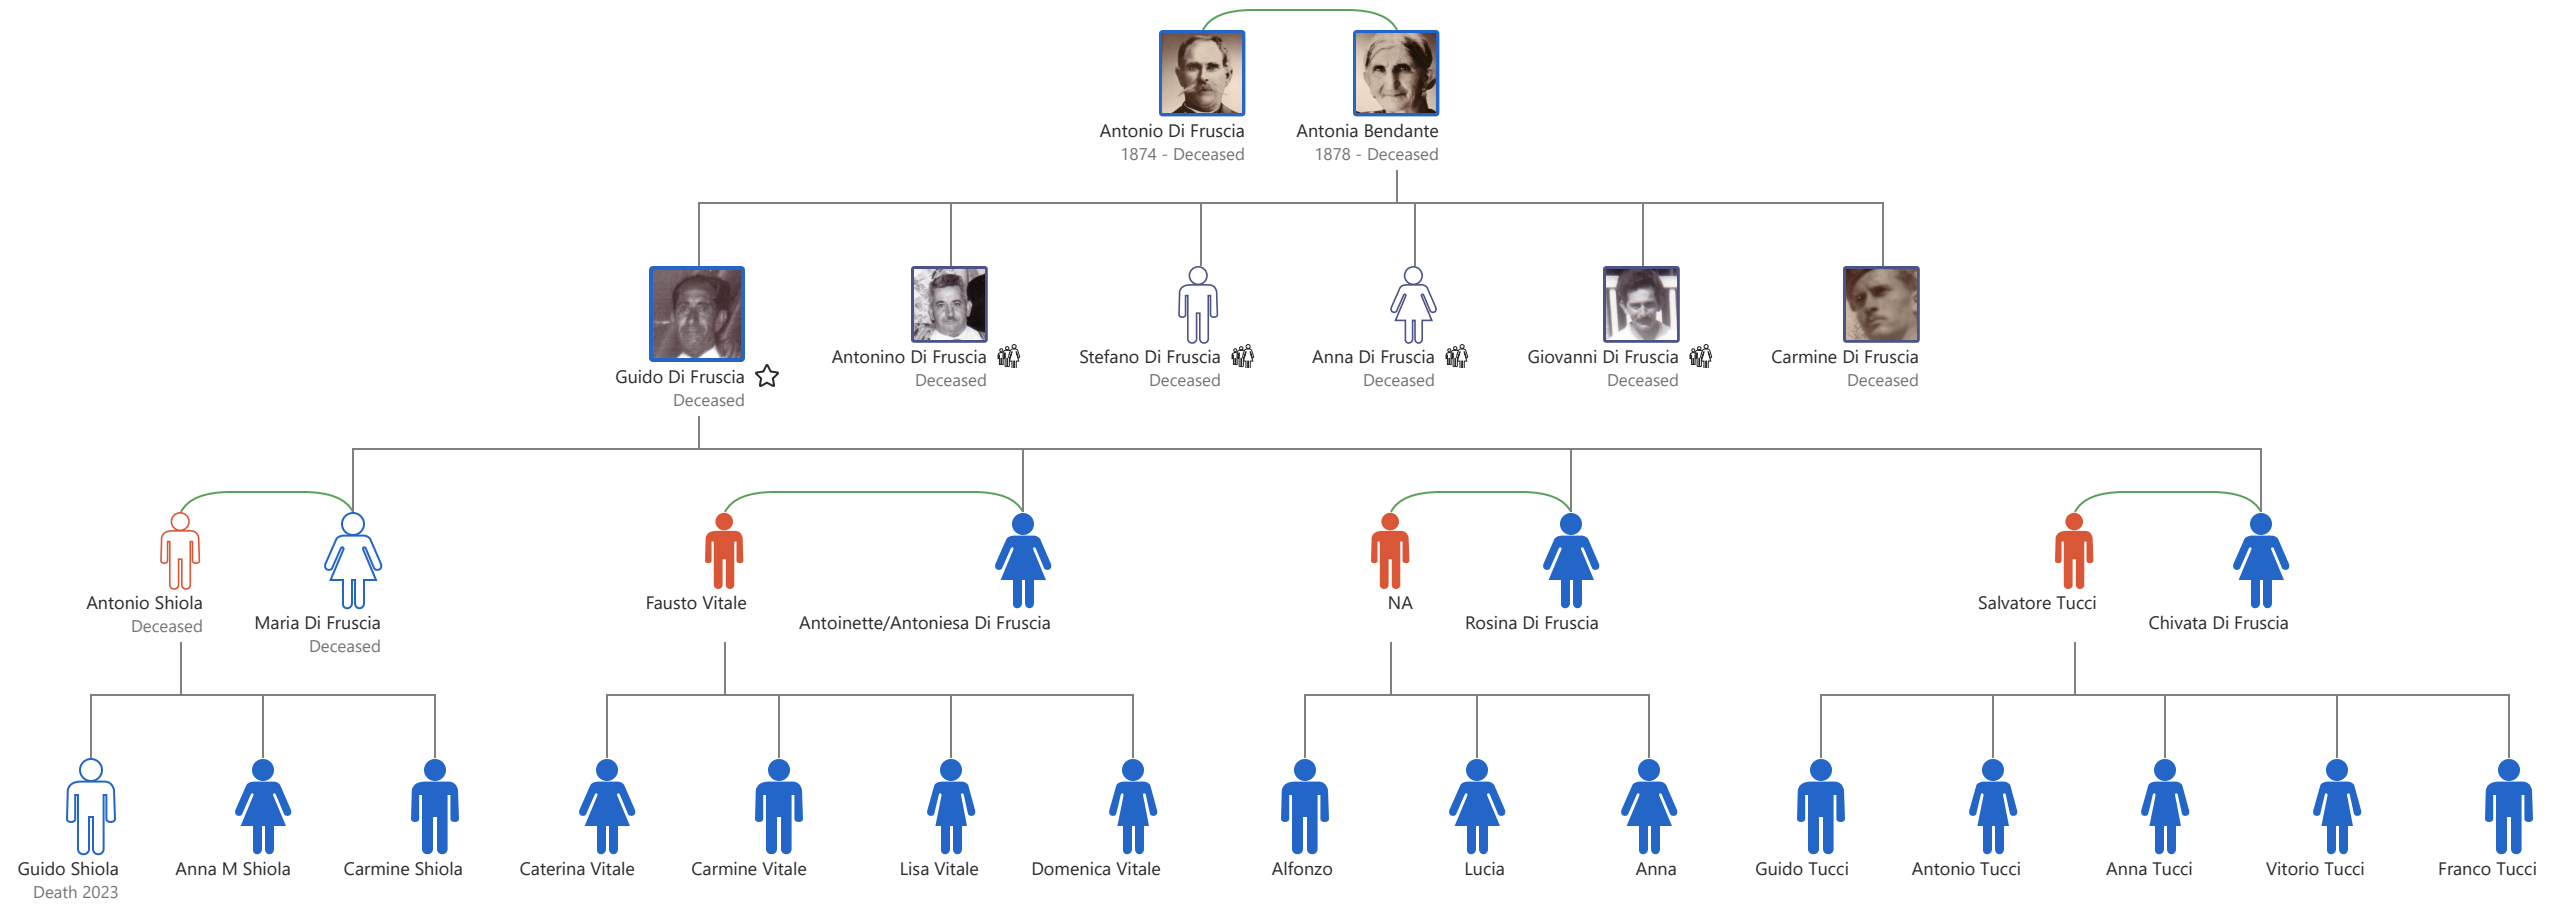 Antonio Di Fruscia
1874 - Deceased
Antonia Bendante
1878 - Deceased
Guido Di Fruscia
Deceased
Antonino Di Fruscia
Deceased
Stefano Di Fruscia
Deceased
Anna Di Fruscia
Deceased
Giovanni Di Fruscia
Deceased
Carmine Di Fruscia
Deceased
Antonio Shiola
Deceased
Maria Di Fruscia
Deceased
Fausto Vitale
Antoinette/Antoniesa Di Fruscia
NA
Rosina Di Fruscia
Salvatore Tucci
Chivata Di Fruscia
Guido Shiola
Death 2023
Anna M Shiola
Carmine Shiola
Caterina Vitale
Carmine Vitale
Lisa Vitale
Domenica Vitale
Alfonzo
Lucia
Anna
Guido Tucci
Antonio Tucci
Anna Tucci
Vitorio Tucci
Franco Tucci